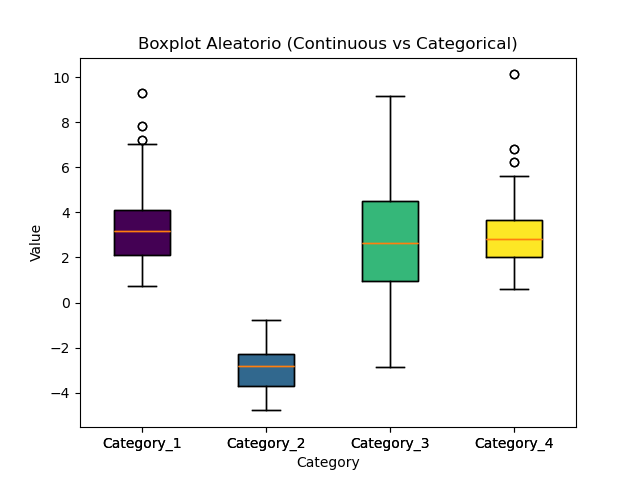 Boxplot Aleatorio (Continuous vs Categorical)
10
8
6
4
2
0
−2
−4
Value
Category_1 Category_2 Category_3 Category_4
Category